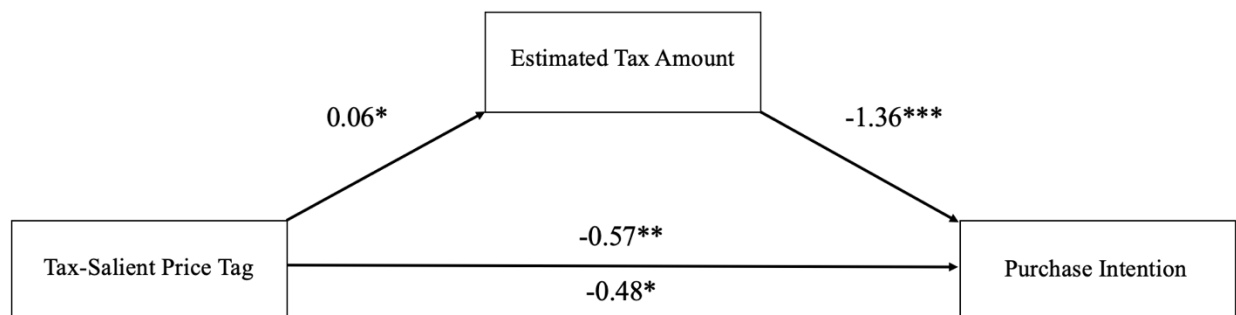 Estimated Tax Amount
0.06*
-1.36***
-0.57**
Tax-Salient Price Tag
Purchase Intention
-0.48*